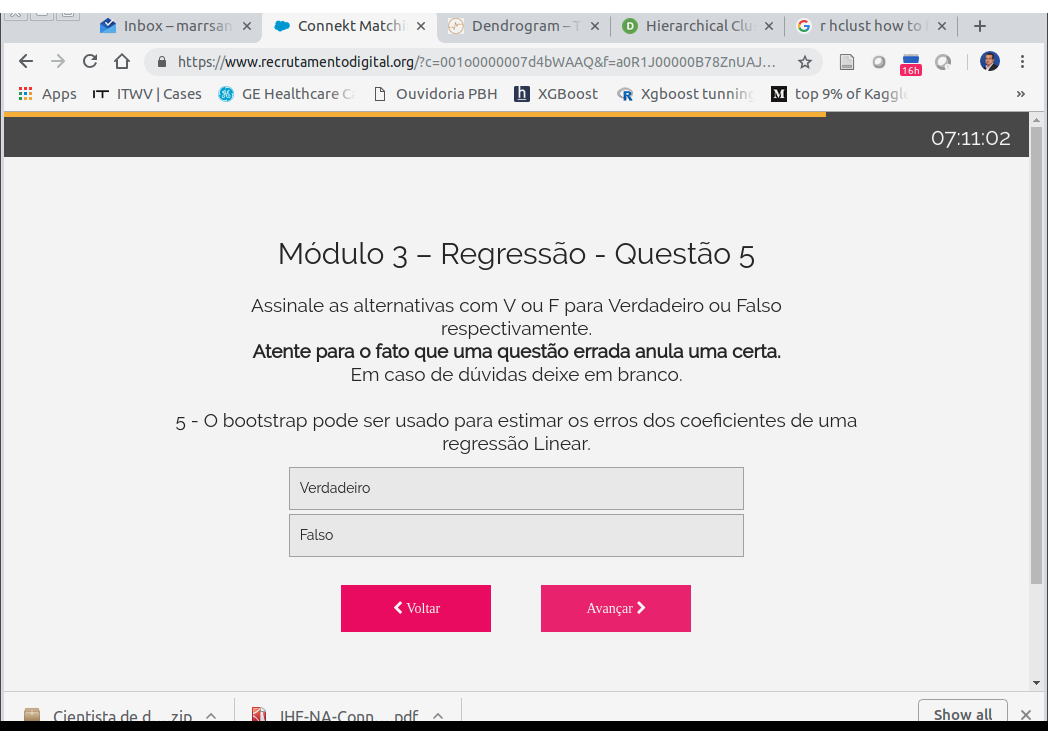 Inbox – marrsan
Connekt Matchi
Dendrogram – T
Hierarchical Clu
r hclust how to
https://www.recrutamentodigital.org/?c=001o0000007d4bWAAQ&f=a0R1J00000B78ZnUAJ...
16h
Apps
ITWV | Cases
GE Healthcare Ca
Ouvidoria PBH
XGBoost
Xgboost tunning
top 9% of Kaggle
»
07:11:02
Módulo 3 – Regressão - Questão 5
Assinale as alternativas com V ou F para Verdadeiro ou Falso
respectivamente.
Atente para o fato que uma questão errada anula uma certa.
Em caso de dúvidas deixe em branco.
5 - O bootstrap pode ser usado para estimar os erros dos coeficientes de uma
regressão Linear.
Verdadeiro
Falso
Voltar
Avançar
Cientista de d....zip
IHE-NA-Conn....pdf
Show all